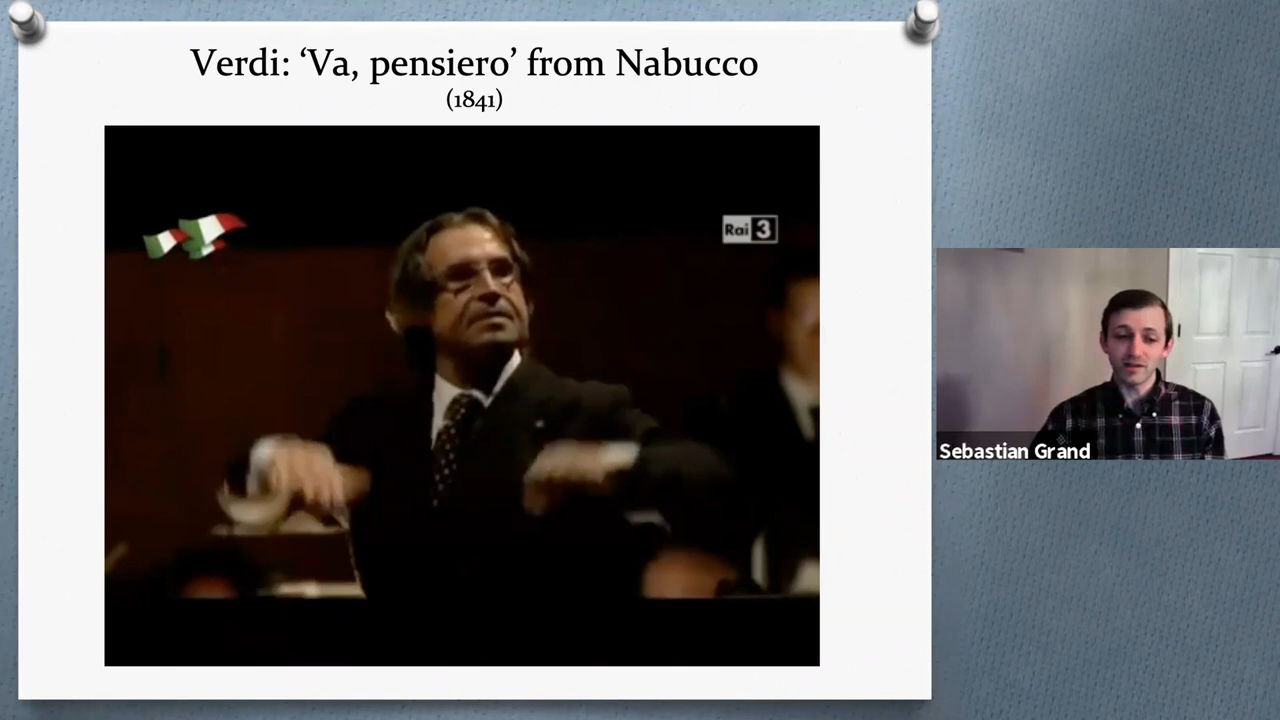 Verdi: ‘Va, pensiero’ from Nabucco
(1841)
Rai 3
Sebastian Grand